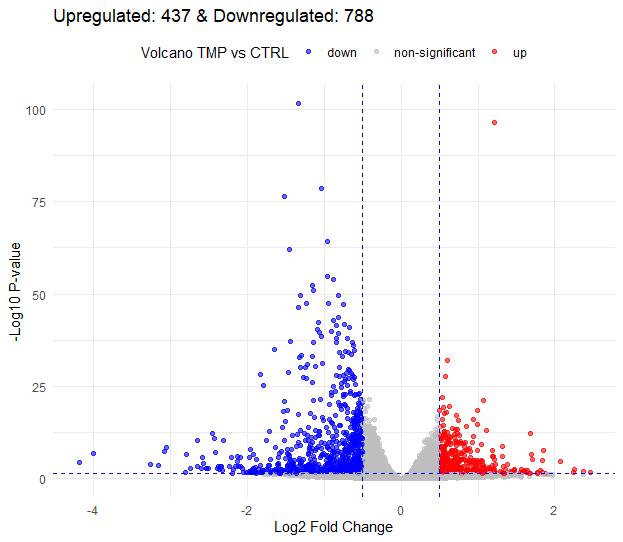 Upregulated: 437 & Downregulated: 788
Volcano TMP vs CTRL down non-significant up
100
75
50
25
0
-Log10 P-value
-4 -2 0 2
Log2 Fold Change